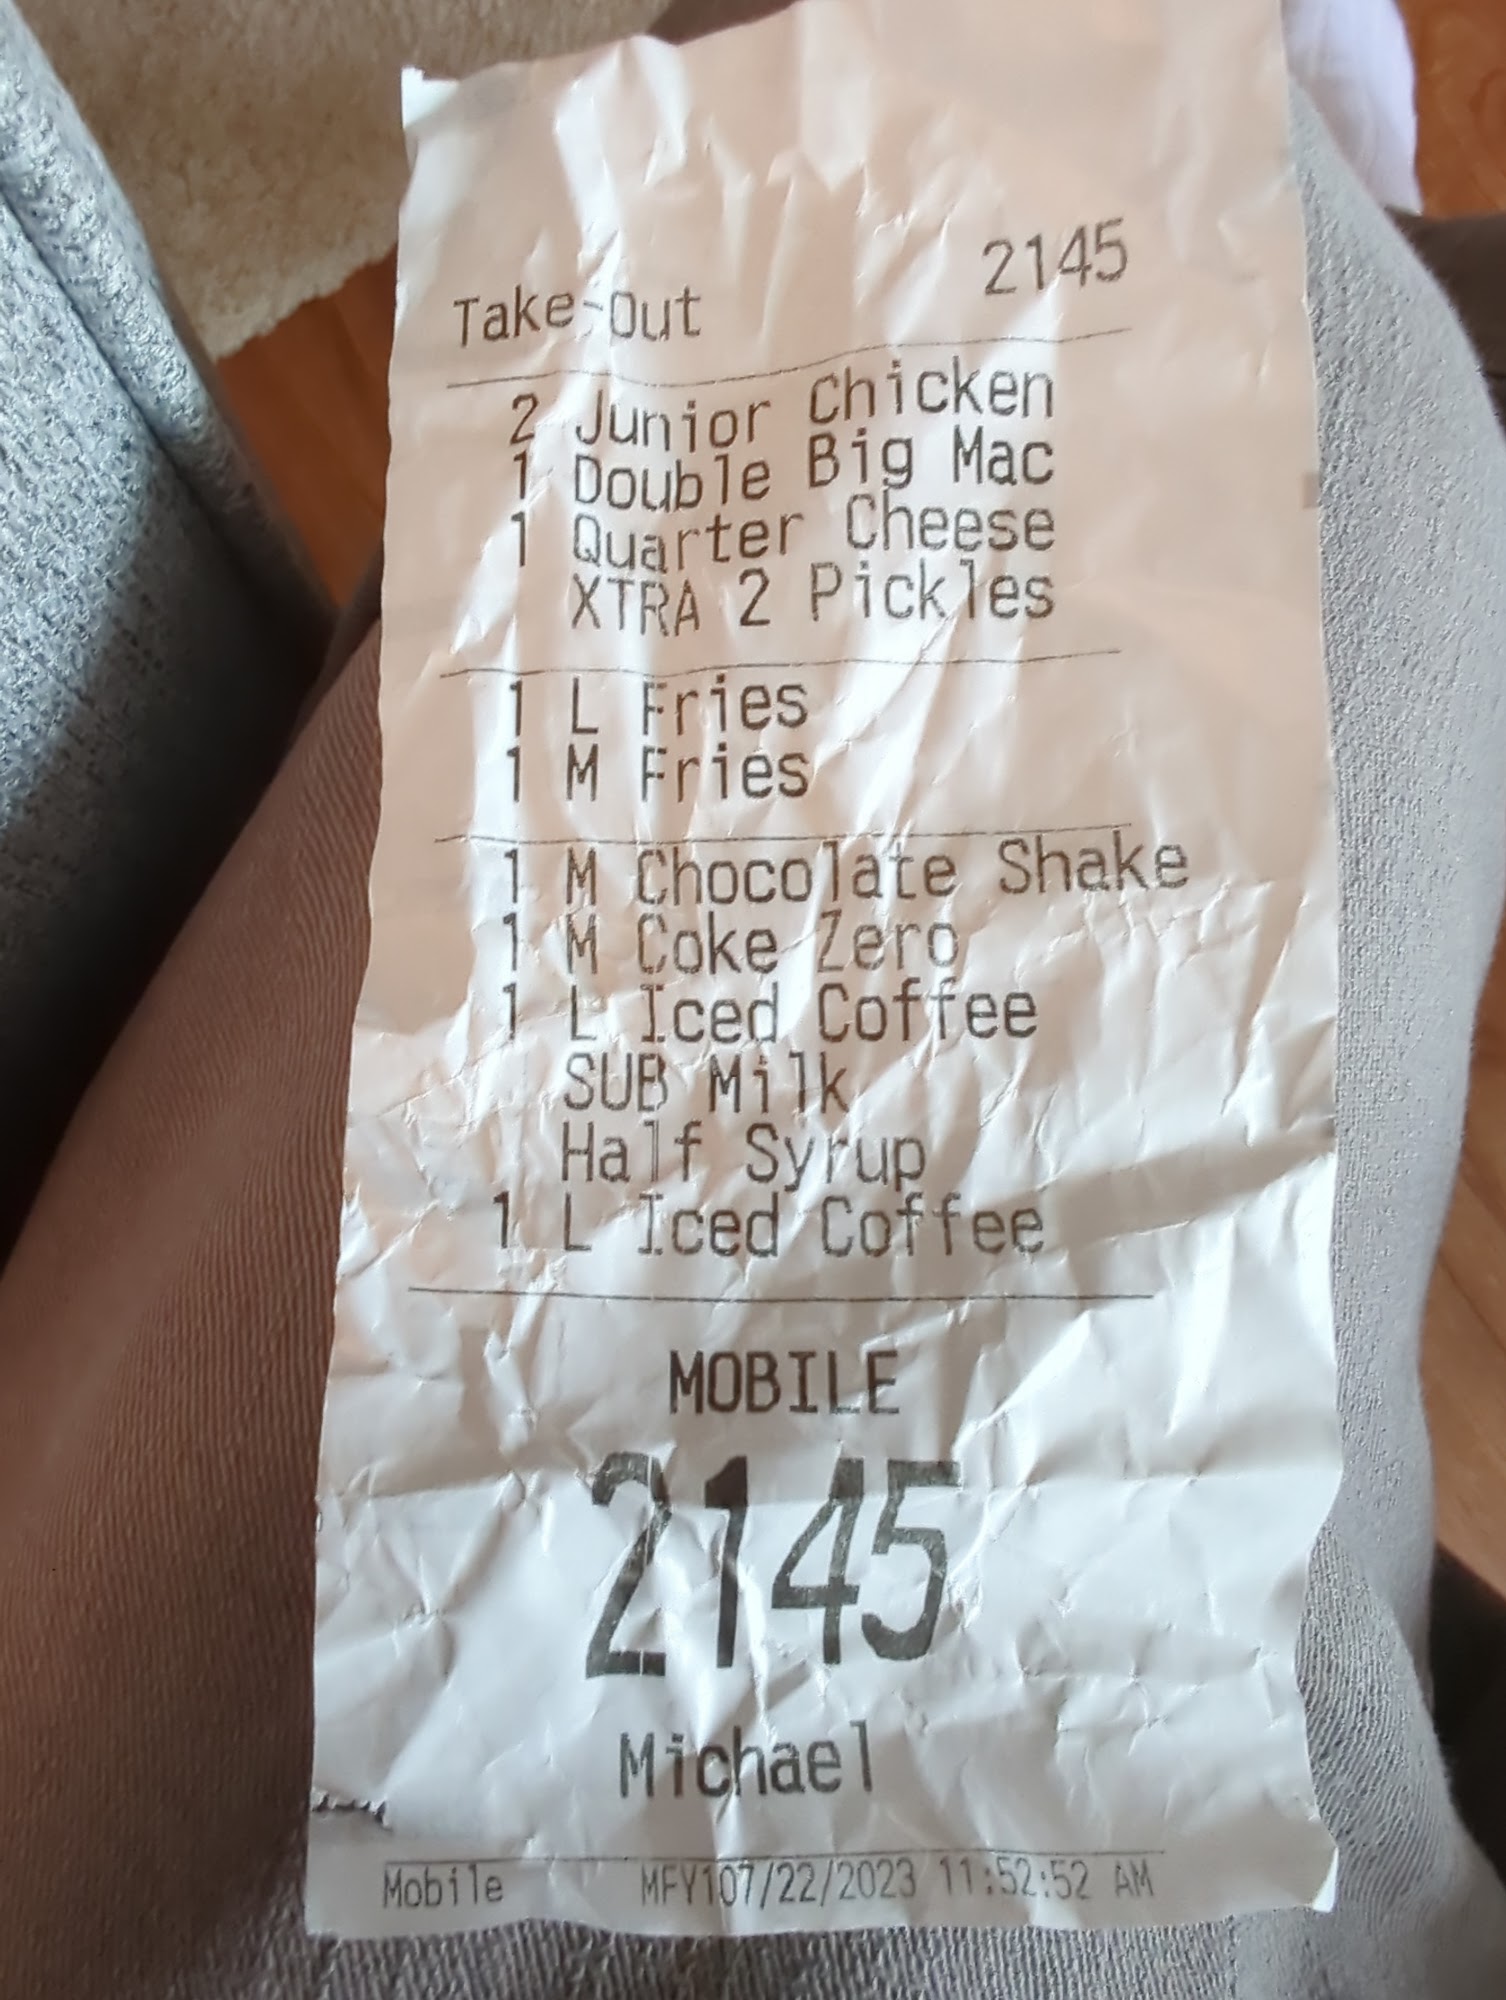 2145
Take-Out
2 Junior Chicken
1 Double Big Mac
1 Quarter Cheese
XTRA 2 Pickles
1 L Fries
1 M Fries
1 M Chocolate Shake
1 M Coke Zero
1 L Iced Coffee
SUB Milk
Half Syrup
1 L Iced Coffee
MOBILE
2145
Michael
Mobile MFY107/22/2023 11:52:52 AM